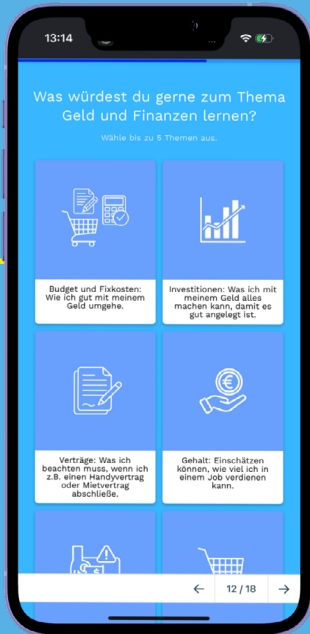 13:14
Was würdest du gerne zum Thema
Geld und Finanzen lernen?
Wähle bis zu 5 Themen aus.
Budget und Fixkosten:
Wie ich gut mit meinem
Geld umgehe.
Investitionen: Was ich mit
meinem Geld alles
machen kann, damit es
gut angelegt ist.
Verträge: Was ich
beachten muss, wenn ich
z.B. einen Handyvertrag
oder Mietvertrag
abschließe.
Gehalt: Einschätzen
können, wie viel ich in
einem Job verdienen
kann.
12 / 18